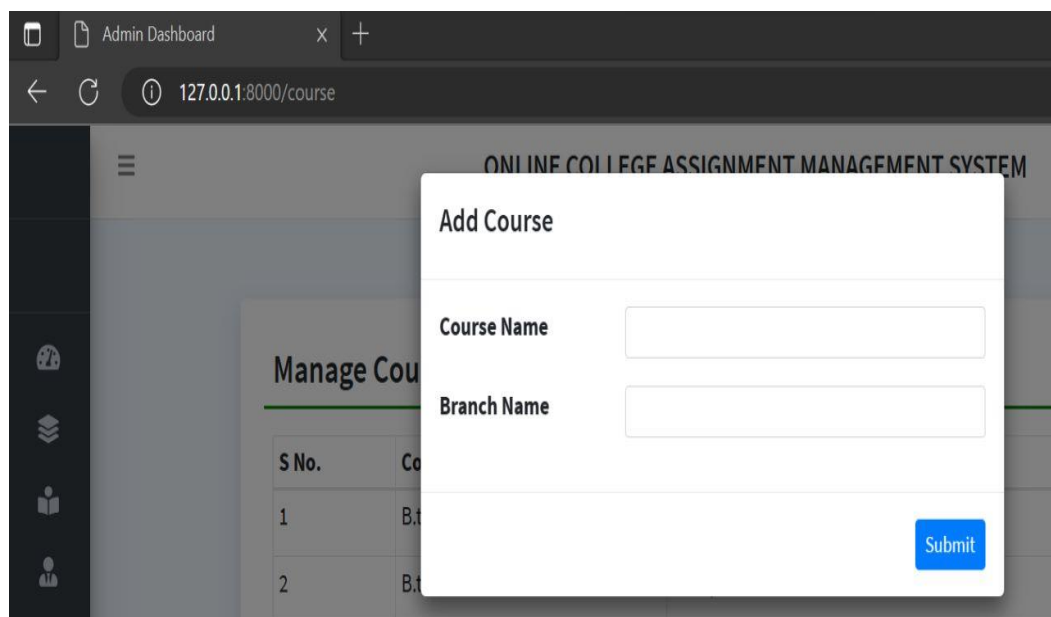 Admin Dashboard
127.0.0.1:8000/course
ONLINE COLLEGE ASSIGNMENT MANAGEMENT SYSTEM
Add Course
Course Name
Branch Name
Submit
Manage Cou
S No. Co
1 B.t
2 B.t